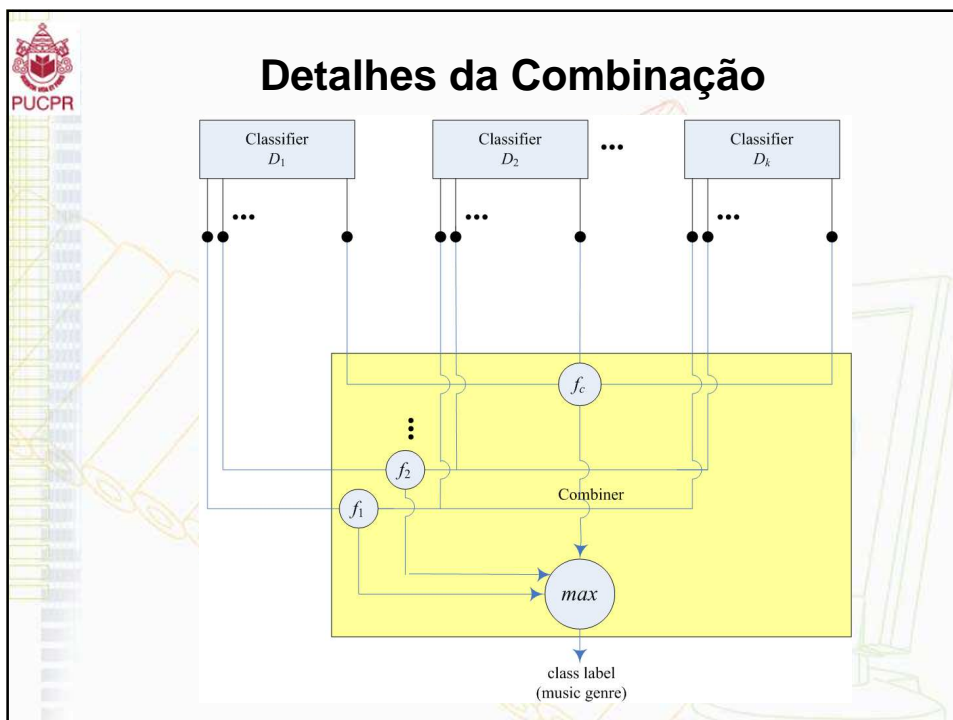 PUCPR
Detalhes da Combinação
Classifier
D1
Classifier
D2
...
Classifier
Dk
...
...
...
fc
...
f2
f1
Combiner
max
class label
(music genre)